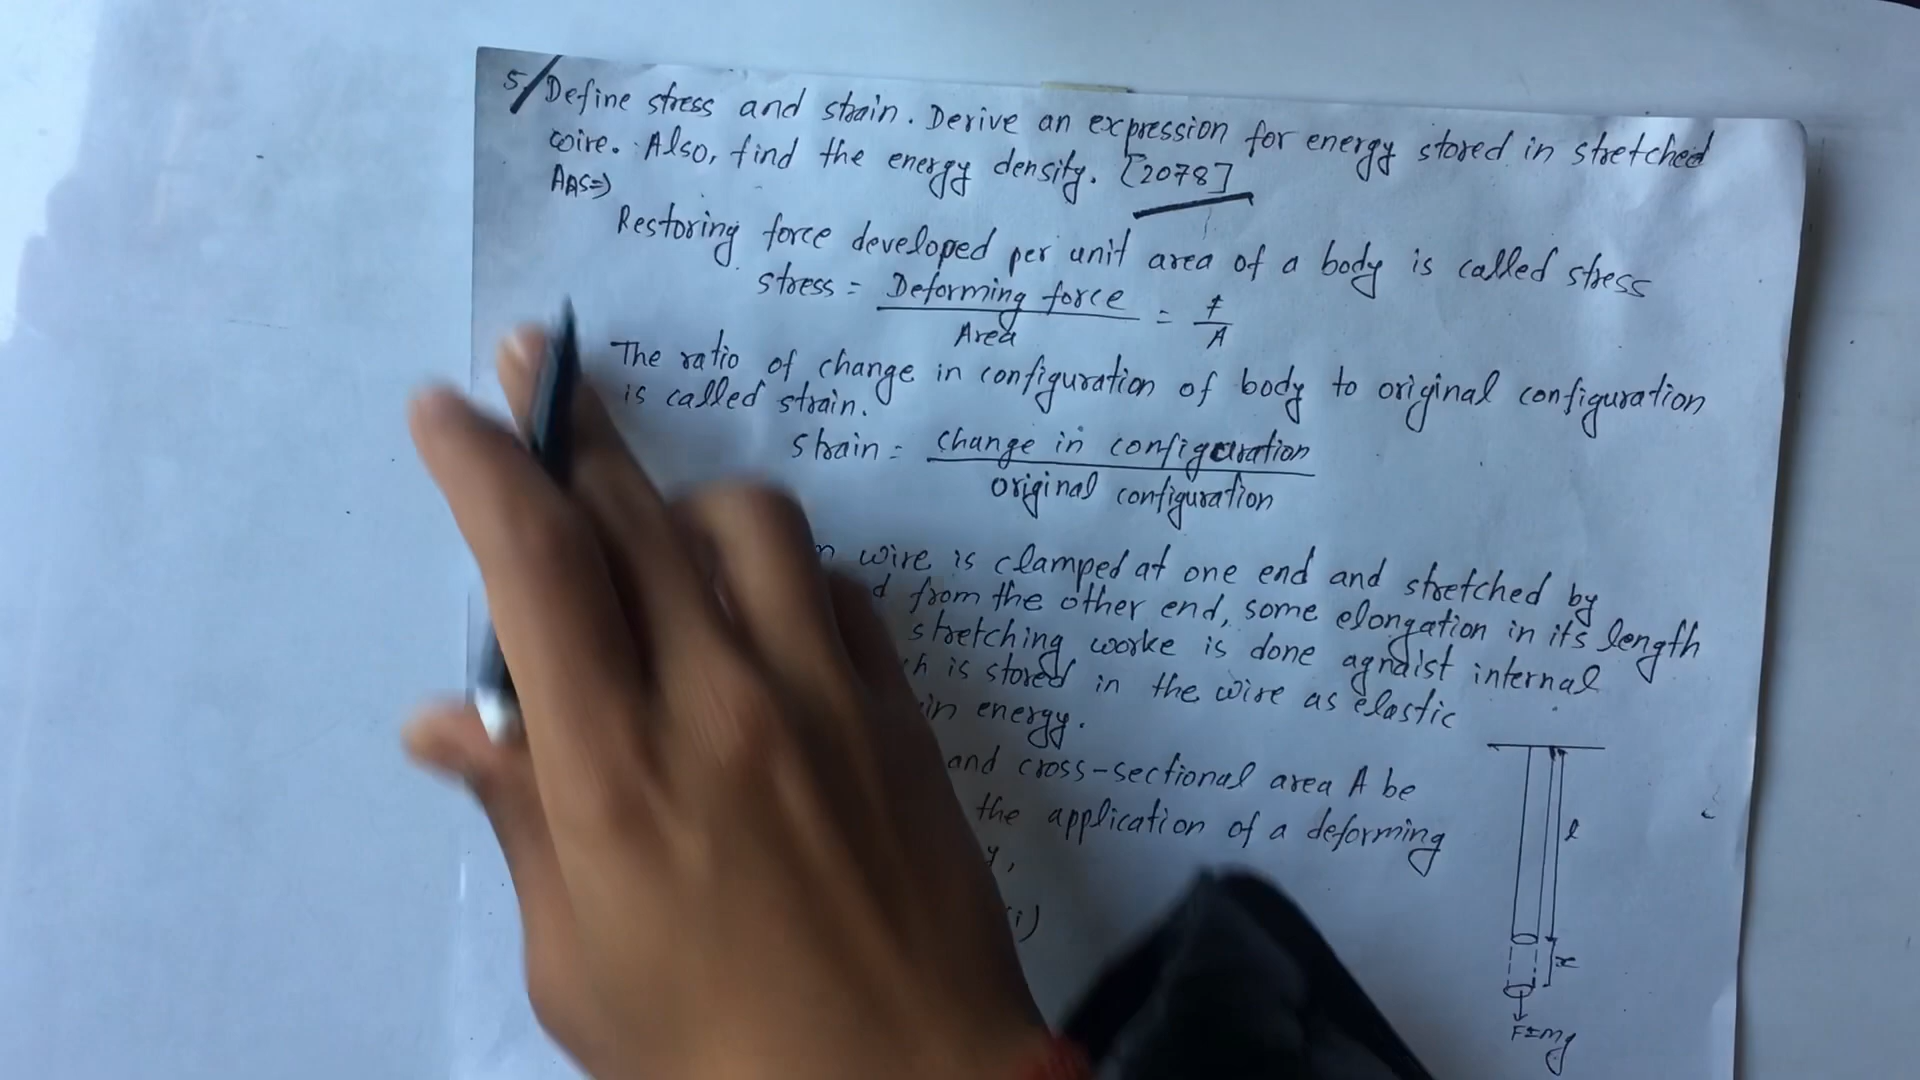 5. Define stress and strain. Derive an expression for energy stored in stretched
wire. Also, find the energy density. [2078]
Ans⇒
Restoring force developed per unit area of a body is called stress
stress = Deforming force / Area = f / A
The ratio of change in configuration of body to original configuration
is called strain.
strain = change in configuration / original configuration
wire is clamped at one end and stretched by
from the other end, some elongation in its length
stretching worke is done agnaist internal
is stored in the wire as elastic
energy.
and cross-sectional area A be
the application of a deforming
l
x
F=mg